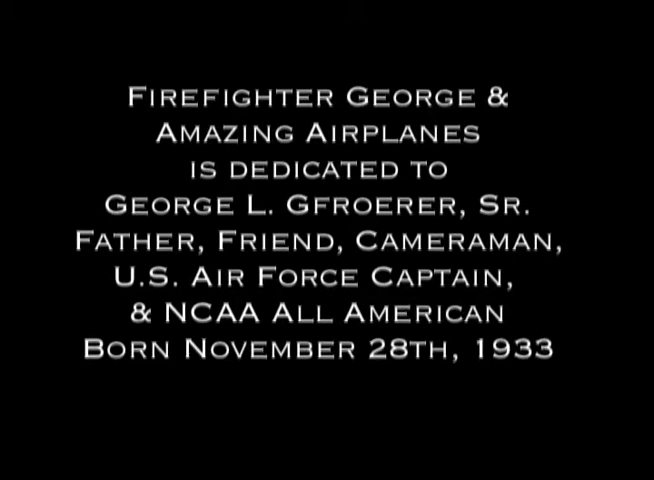 Firefighter George &
Amazing Airplanes
is dedicated to
George L. Gfroerer, Sr.
Father, Friend, Cameraman,
U.S. Air Force Captain,
& NCAA All American
Born November 28th, 1933